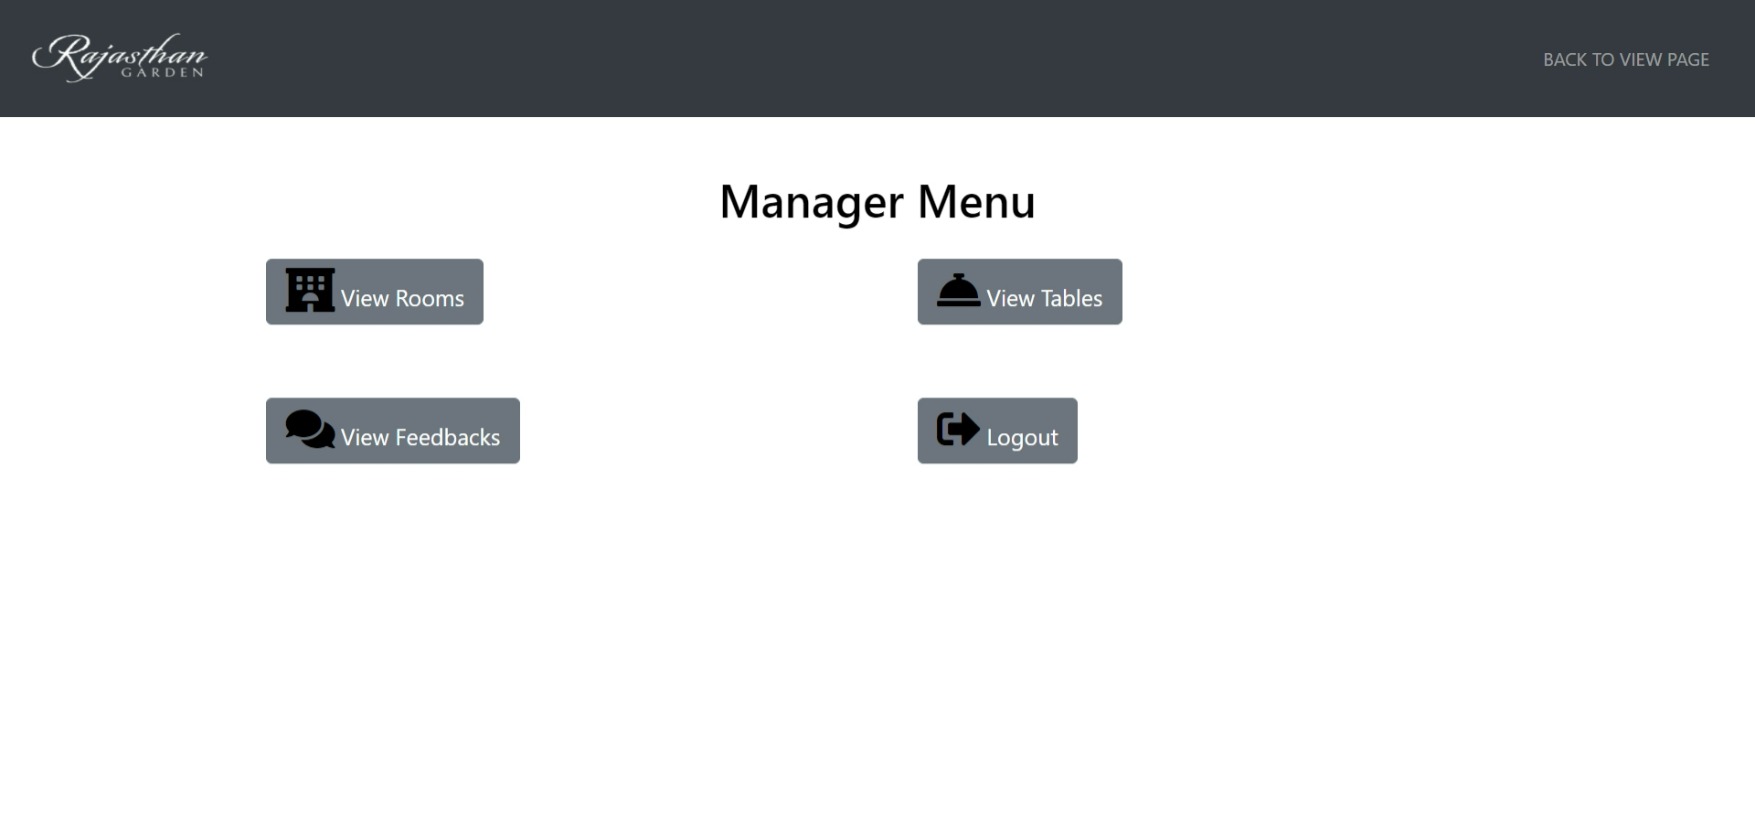 Rajasthan
GARDEN
BACK TO VIEW PAGE
Manager Menu
View Rooms
View Tables
View Feedbacks
Logout